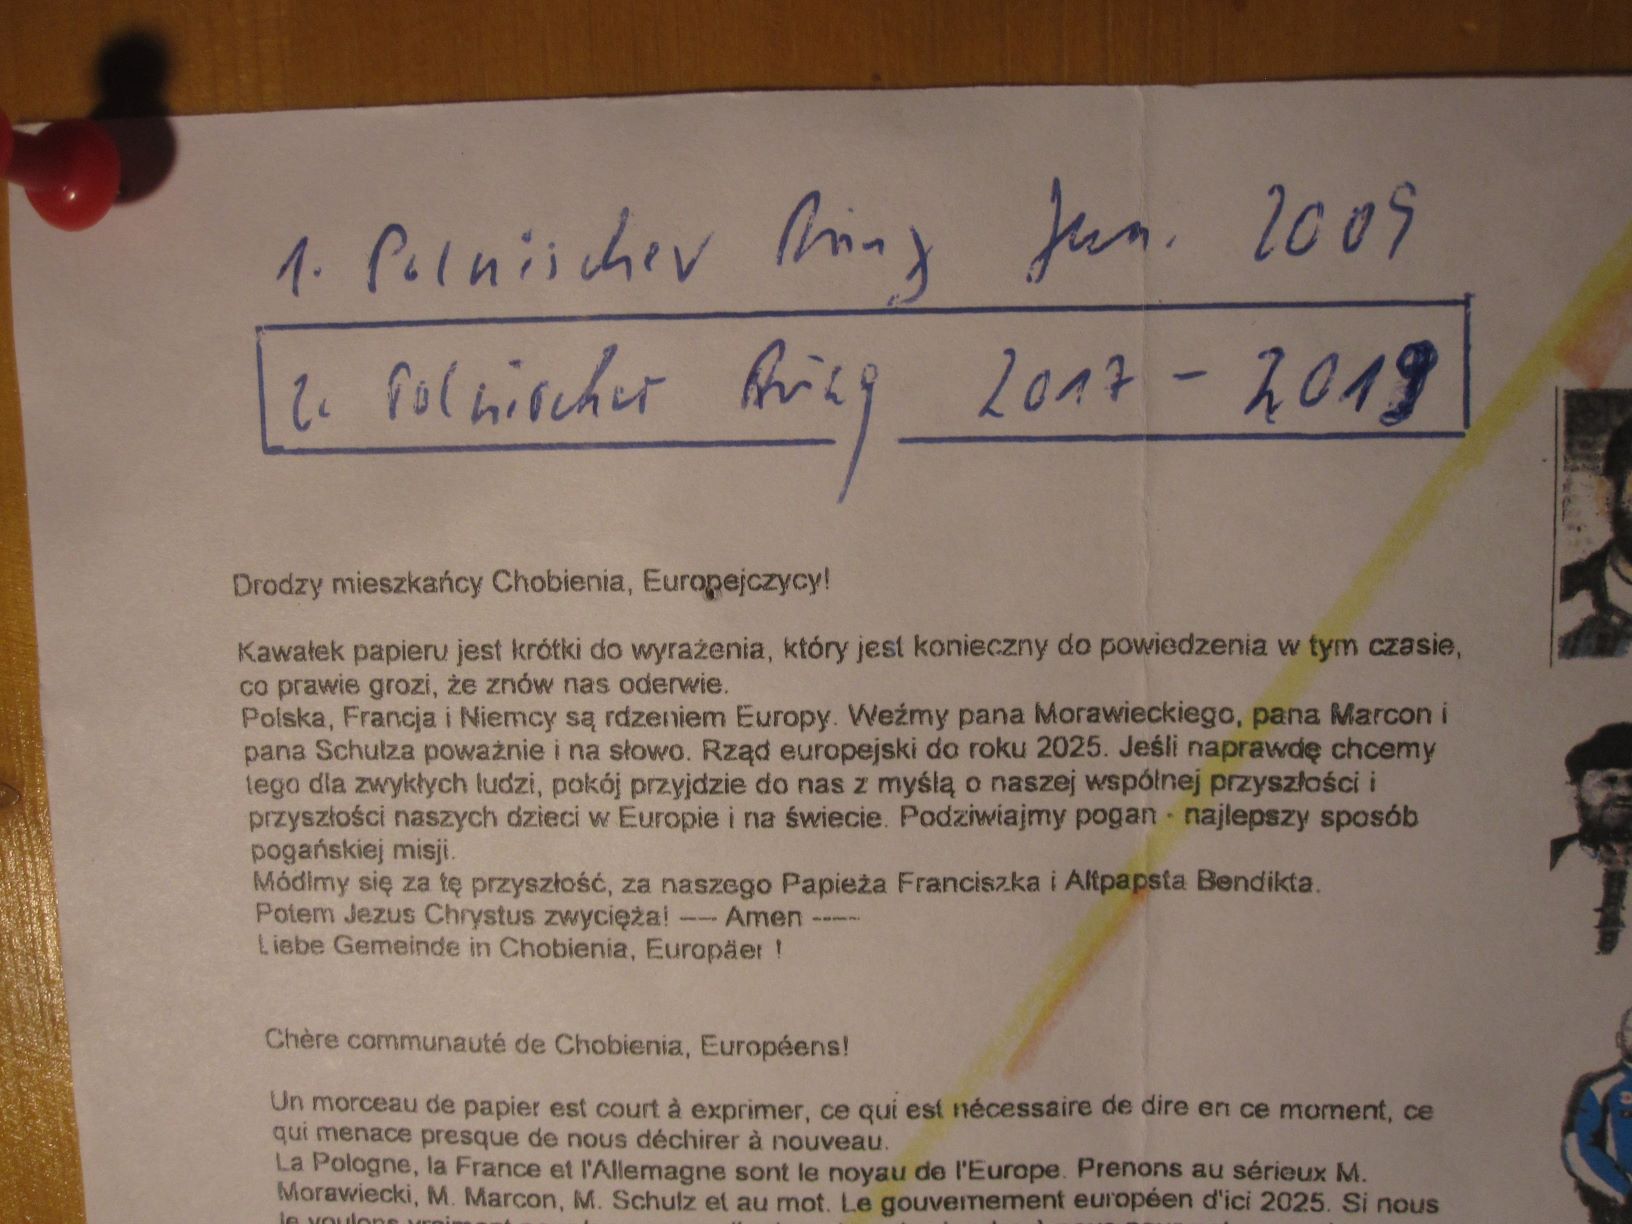 1. Polnischer Ring Jan. 2009
2. Polnischer Ring 2017 - 2019
Drodzy mieszkańcy Chobienia, Europejczycy!
Kawałek papieru jest krótki do wyrażenia, który jest konieczny do powiedzenia w tym czasie,
co prawie grozi, że znów nas oderwie.
Polska, Francja i Niemcy są rdzeniem Europy. Weźmy pana Morawieckiego, pana Marcon i
pana Schulza poważnie i na słowo. Rząd europejski do roku 2025. Jeśli naprawdę chcemy
tego dla zwykłych ludzi, pokój przyjdzie do nas z myślą o naszej wspólnej przyszłości i
przyszłości naszych dzieci w Europie i na świecie. Podziwiajmy pogan - najlepszy sposób
pogańskiej misji.
Módlmy się za tę przyszłość, za naszego Papieża Franciszka i Altpapsta Bendikta.
Potem Jezus Chrystus zwycięża! --- Amen -----
Liebe Gemeinde in Chobienia, Europäer !
Chère communauté de Chobienia, Européens!
Un morceau de papier est court à exprimer, ce qui est nécessaire de dire en ce moment, ce
qui menace presque de nous déchirer à nouveau.
La Pologne, la France et l'Allemagne sont le noyau de l'Europe. Prenons au sérieux M.
Morawiecki, M. Marcon, M. Schulz et au mot. Le gouvernement européen d'ici 2025. Si nous